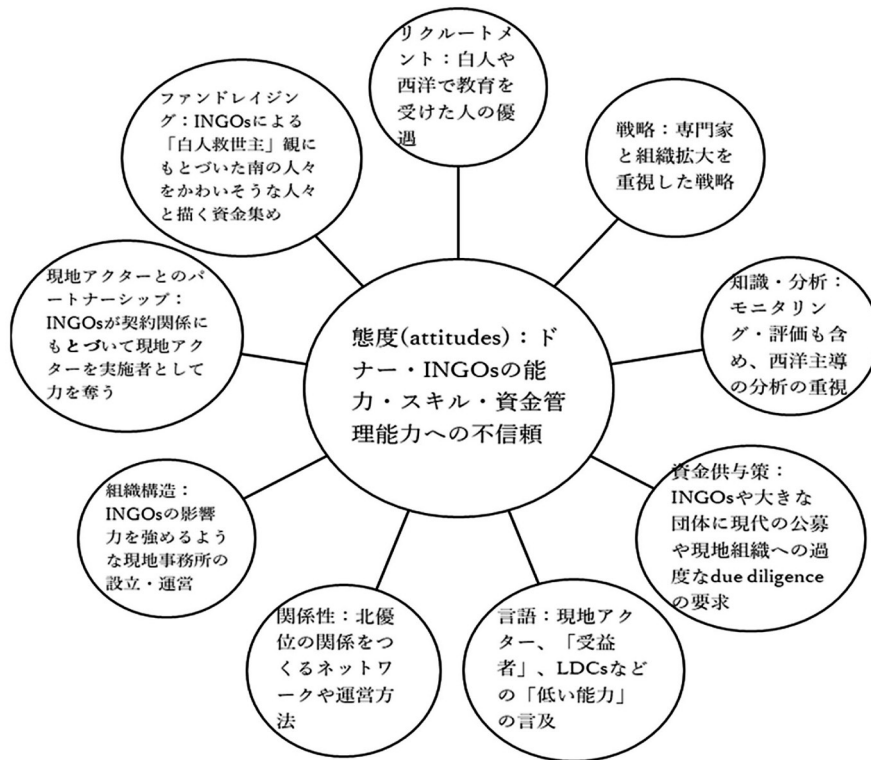 リクルートメ
ント：白人や
西洋で教育を
受けた人の優
遇
戦略：専門家
と組織拡大を
重視した戦略
知識・分析：
モニタリン
グ・評価も含
め、西洋主導
の分析の重視
資金供与策：
INGOsや大きな
団体に現代の公募
や現地組織への過
度なdue diligence
の要求
言語：現地アク
ター、「受益
者」、LDCsなど
の「低い能力」
の言及
関係性：北優
位の関係をつ
くるネットワ
ークや運営方
法
組織構造：
INGOsの影響
力を強めるよう
な現地事務所の
設立・運営
現地アクターとのパ
ートナーシップ：
INGOsが契約関係に
もとづいて現地アク
ターを実施者として
力を奪う
ファンドレイジン
グ：INGOsによる
「白人救世主」観に
もとづいた南の人々
をかわいそうな人々
と描く資金集め
態度(attitudes)：ド
ナー・INGOsの能
力・スキル・資金管
理能力への不信頼